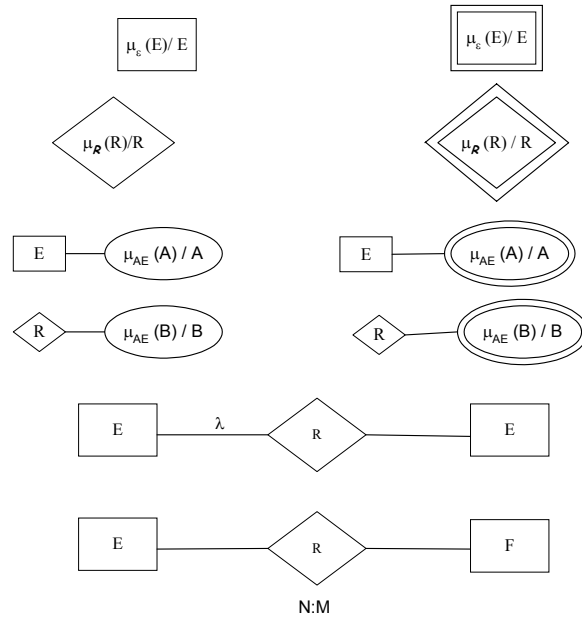 με (E)/ E
με (E)/ E
μR (R)/R
μR (R) / R
E
μAE (A) / A
E
μAE (A) / A
R
μAE (B) / B
R
μAE (B) / B
E
λ
R
E
E
R
F
N:M